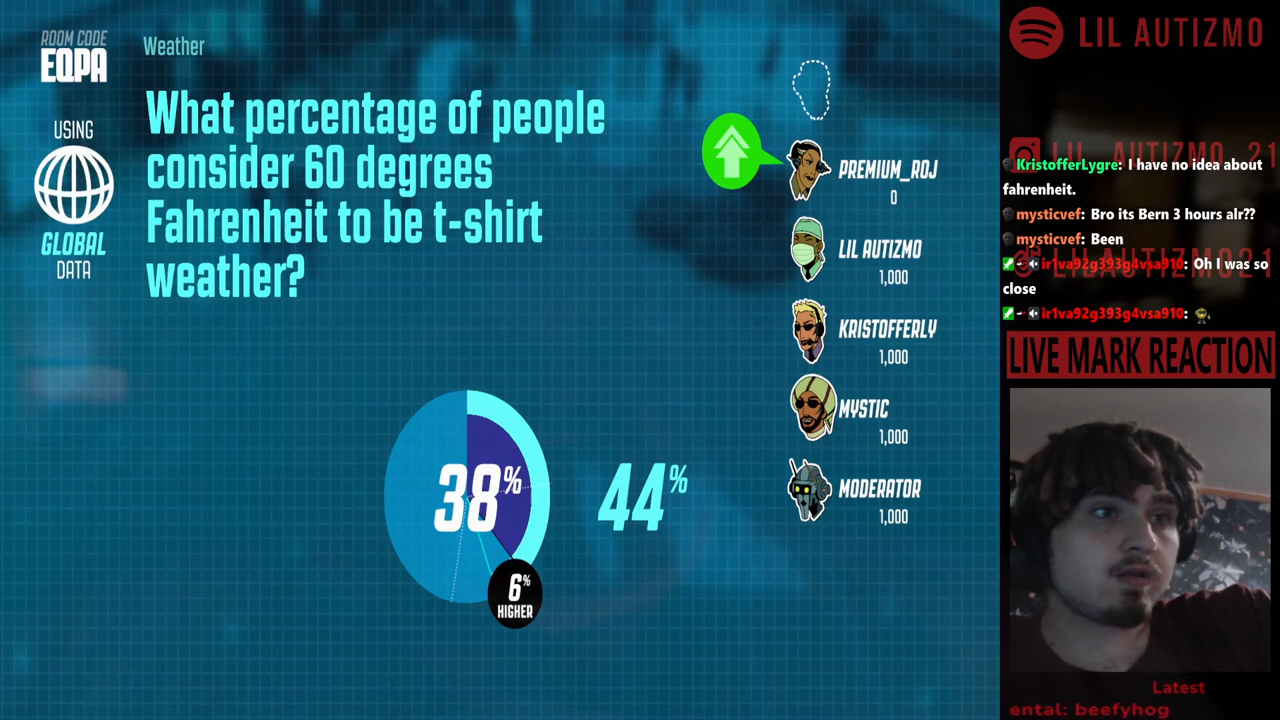 ROOM CODE
EQPA
USING
GLOBAL
DATA
Weather
What percentage of people
consider 60 degrees
Fahrenheit to be t-shirt
weather?
38%
44%
6%
HIGHER
PREMIUM_ROJ
0
LIL AUTIZMO
1,000
KRISTOFFERLY
1,000
MYSTIC
1,000
MODERATOR
1,000
LIL AUTIZMO
LIL_AUTIZMO_21
KristofferLygre: I have no idea about
fahrenheit.
mysticvef: Bro its Bern 3 hours alr??
mysticvef: Been
ir1va92g393g4vsa910: Oh I was so
close
ir1va92g393g4vsa910:
LIVE MARK REACTION
Latest
ental: beefyhog